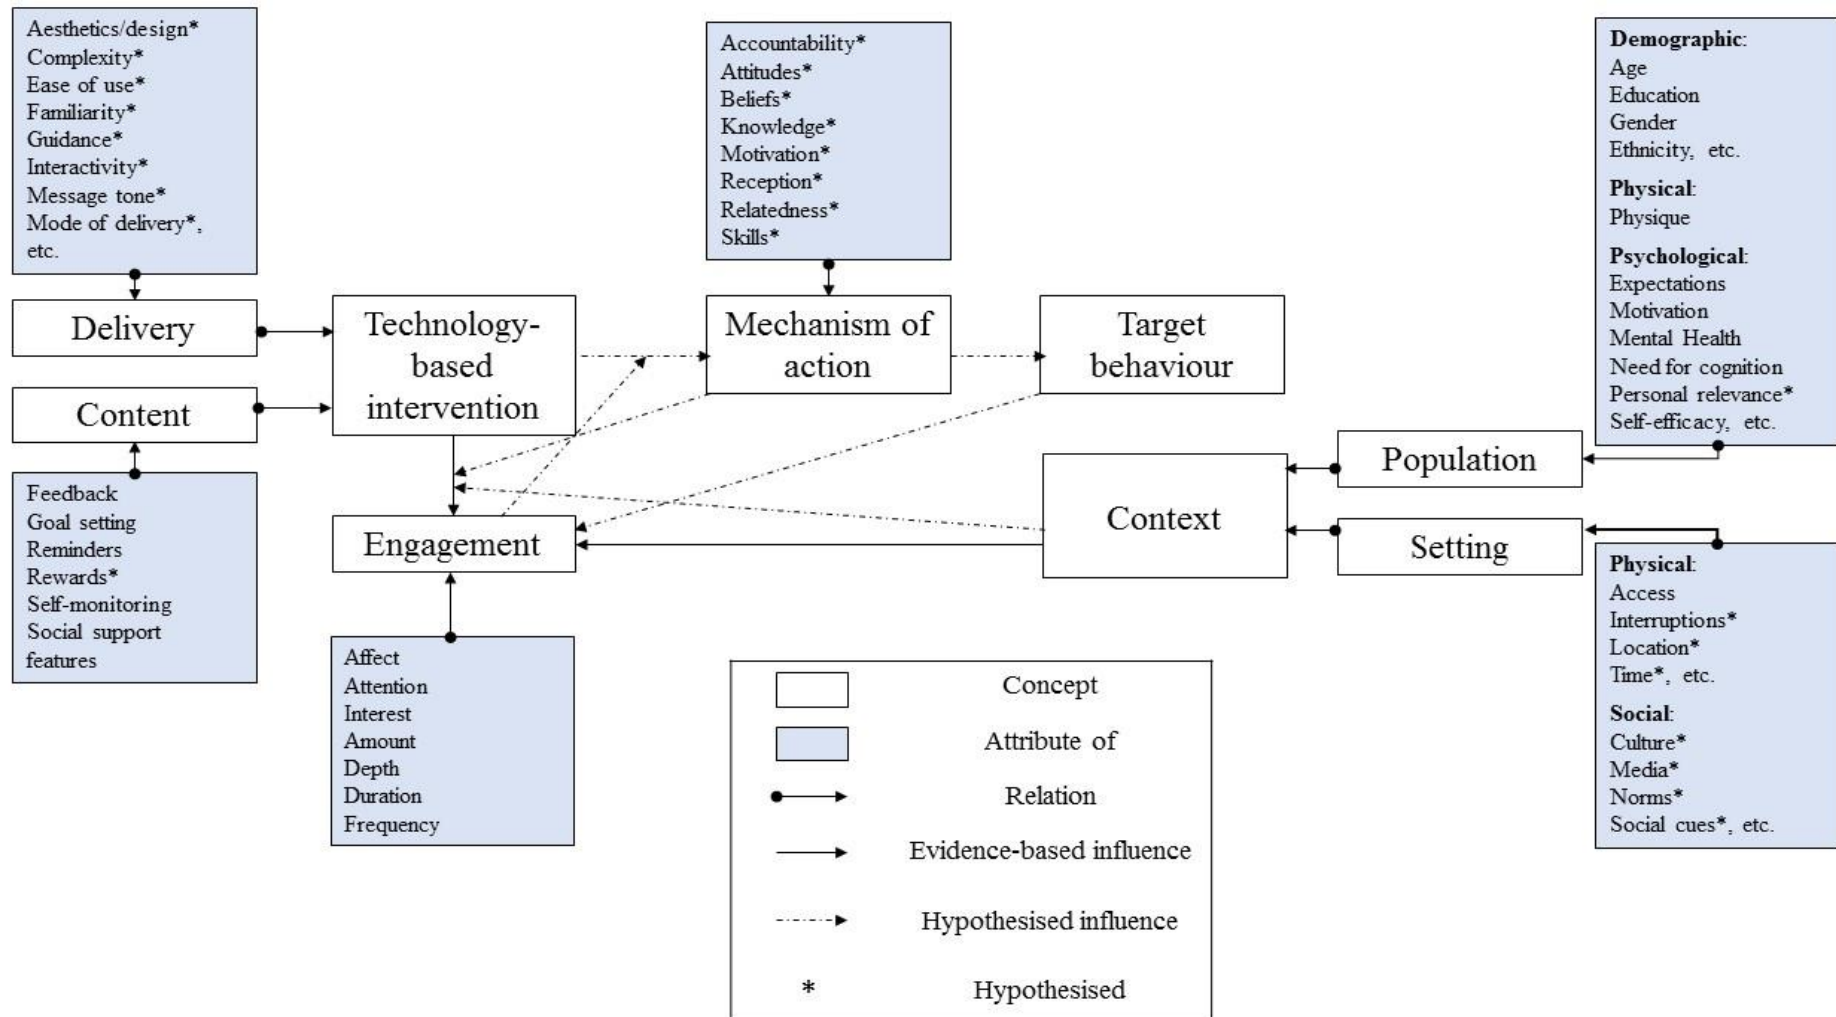 Aesthetics/design*
Complexity*
Ease of use*
Familiarity*
Guidance*
Interactivity*
Message tone*
Mode of delivery*,
etc.
Delivery
Content
Feedback
Goal setting
Reminders
Rewards*
Self-monitoring
Social support
features
Technology-
based
intervention
Engagement
Affect
Attention
Interest
Amount
Depth
Duration
Frequency
Accountability*
Attitudes*
Beliefs*
Knowledge*
Motivation*
Reception*
Relatedness*
Skills*
Mechanism of
action
Target
behaviour
Context
Population
Setting
Demographic:
Age
Education
Gender
Ethnicity, etc.
Physical:
Physique
Psychological:
Expectations
Motivation
Mental Health
Need for cognition
Personal relevance*
Self-efficacy, etc.
Physical:
Access
Interruptions*
Location*
Time*, etc.
Social:
Culture*
Media*
Norms*
Social cues*, etc.
Concept
Attribute of
Relation
Evidence-based influence
Hypothesised influence
* Hypothesised